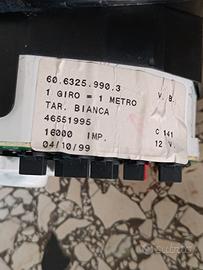 60.6325.990.3 V. B.
1 GIRO = 1 METRO
TAR. BIANCA
46551995 C 141
16000 IMP. 12 V.
04/10/99